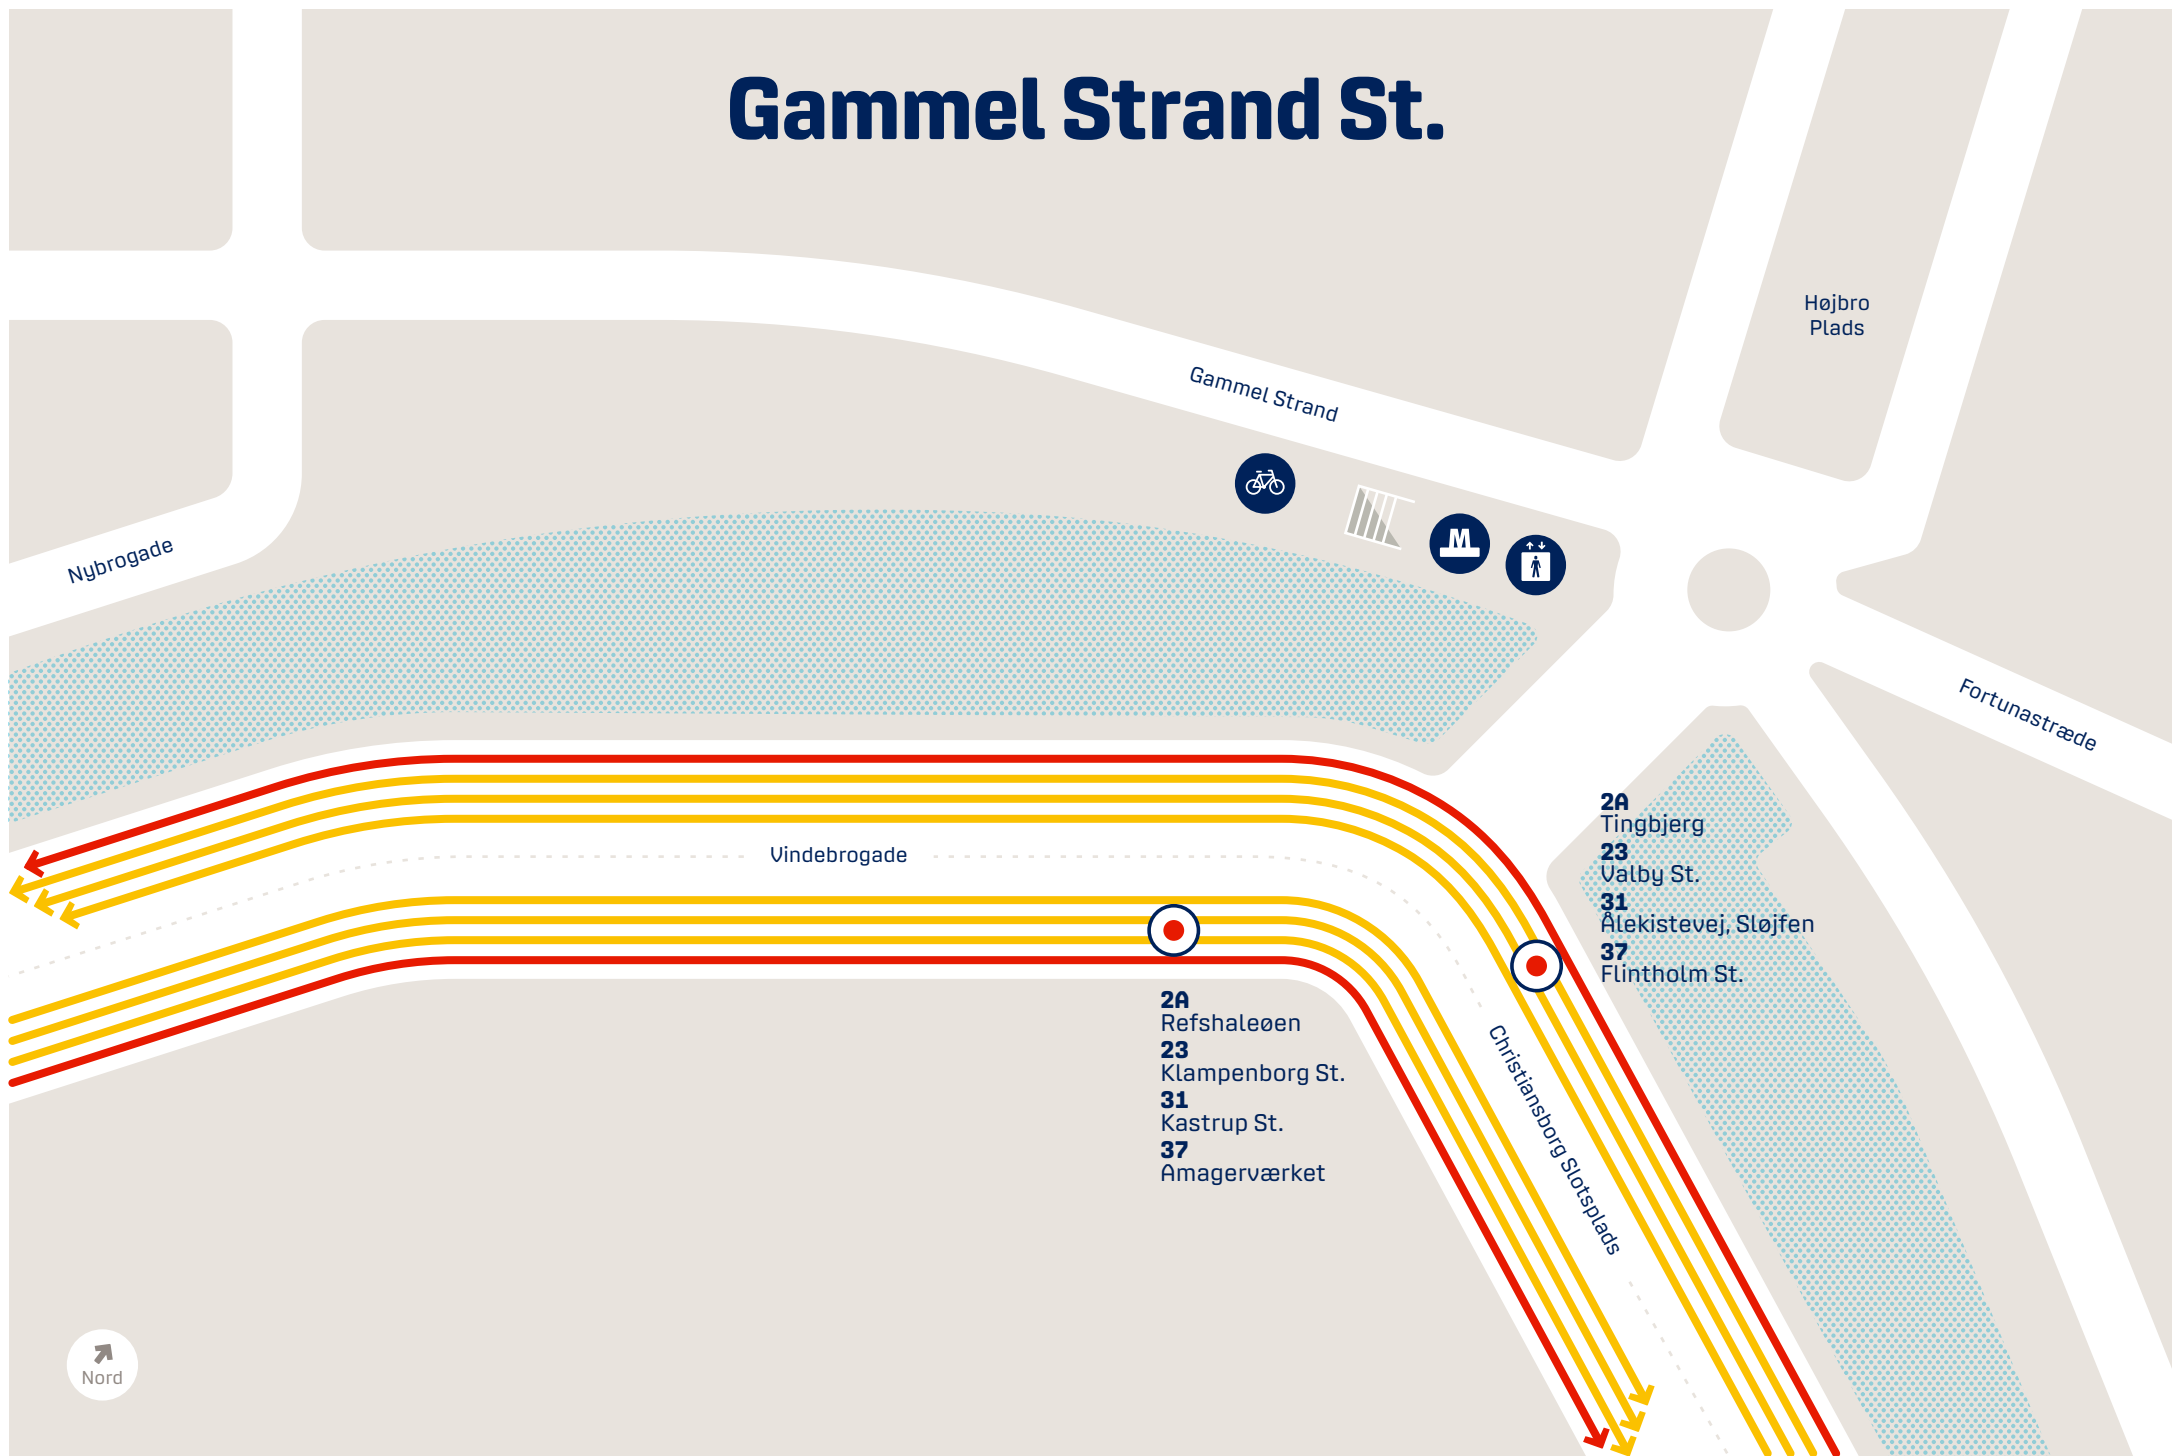 Gammel Strand St.
Højbro
Plads
Gammel Strand
M
Nybrogade
Fortunastræde
Vindebrogade
2A
Tingbjerg
23
Valby St.
31
Ålekistevej, Sløjfen
37
Flintholm St.
2A
Refshaleøen
23
Klampenborg St.
31
Kastrup St.
37
Amagerværket
Christiansborg Slotsplads
Nord